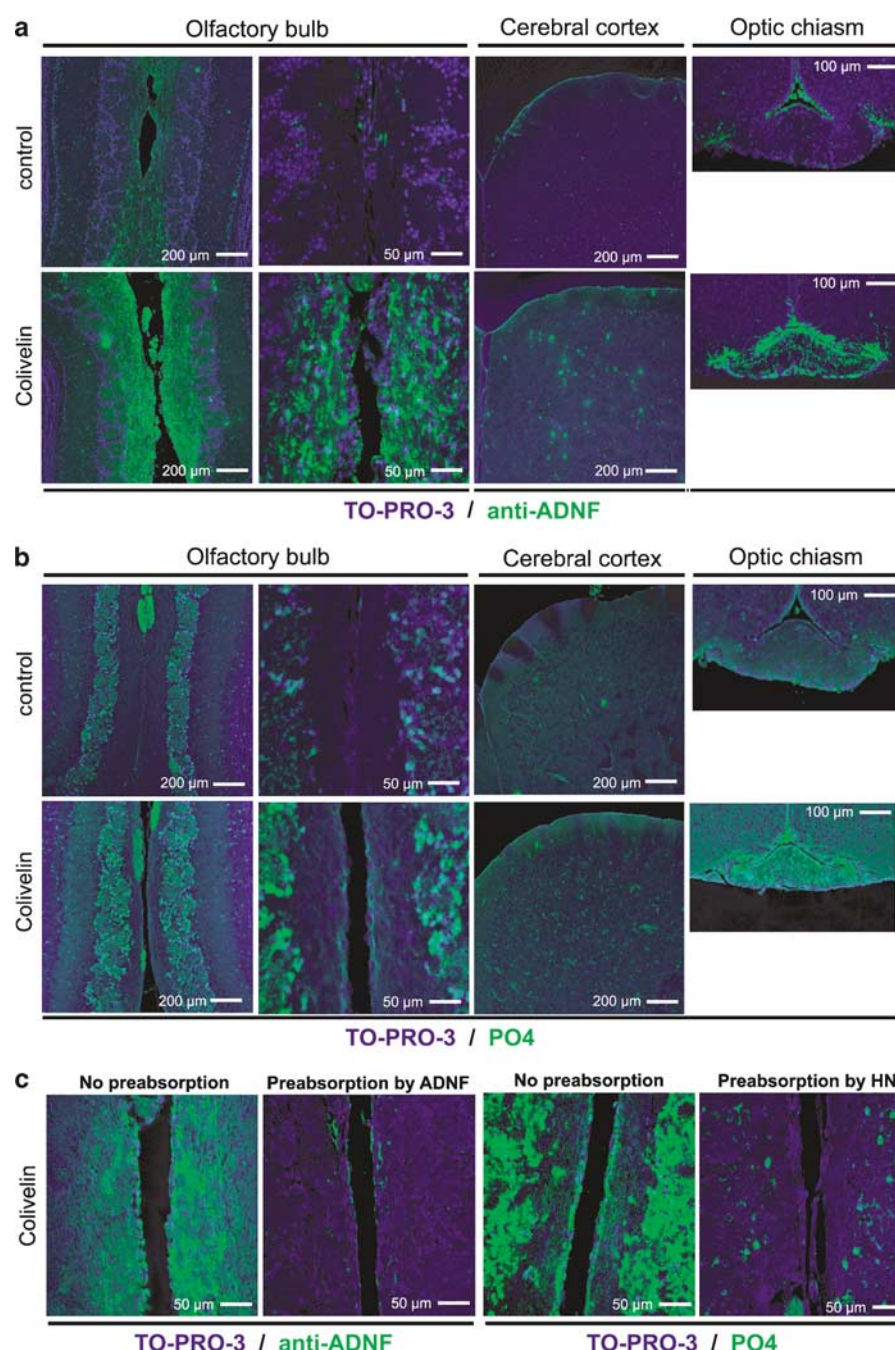 a
Olfactory bulb Cerebral cortex Optic chiasm
control
200 µm 50 µm 200 µm 100 µm
Colivelin
200 µm 50 µm 200 µm 100 µm
TO-PRO-3 / anti-ADNF
b
Olfactory bulb Cerebral cortex Optic chiasm
control
200 µm 50 µm 200 µm 100 µm
Colivelin
200 µm 50 µm 200 µm 100 µm
TO-PRO-3 / PO4
c
No preabsorption Preabsorption by ADNF No preabsorption Preabsorption by HN
Colivelin
50 µm 50 µm 50 µm 50 µm
TO-PRO-3 / anti-ADNF TO-PRO-3 / PO4